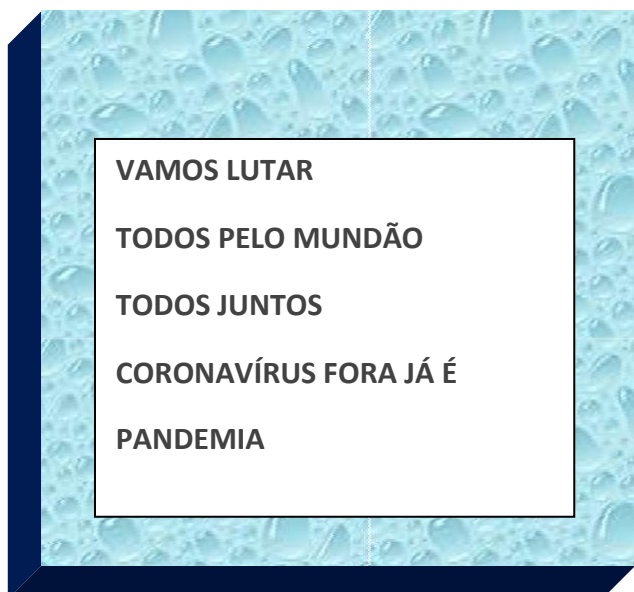 VAMOS LUTAR
TODOS PELO MUNDÃO
TODOS JUNTOS
CORONAVÍRUS FORA JÁ É
PANDEMIA